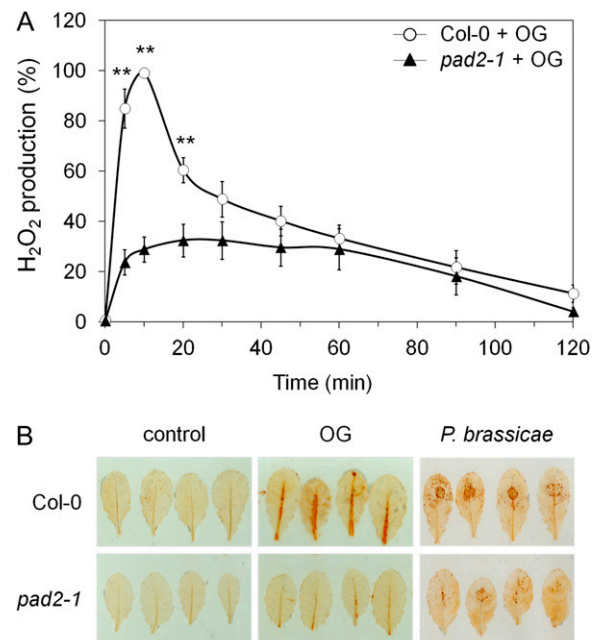 A
Col-0 + OG
pad2-1 + OG
H₂O₂ production (%)
120
100
80
60
40
20
0
**
**
**
0 20 40 60 80 100 120
Time (min)
B
control OG P. brassicae
Col-0
pad2-1